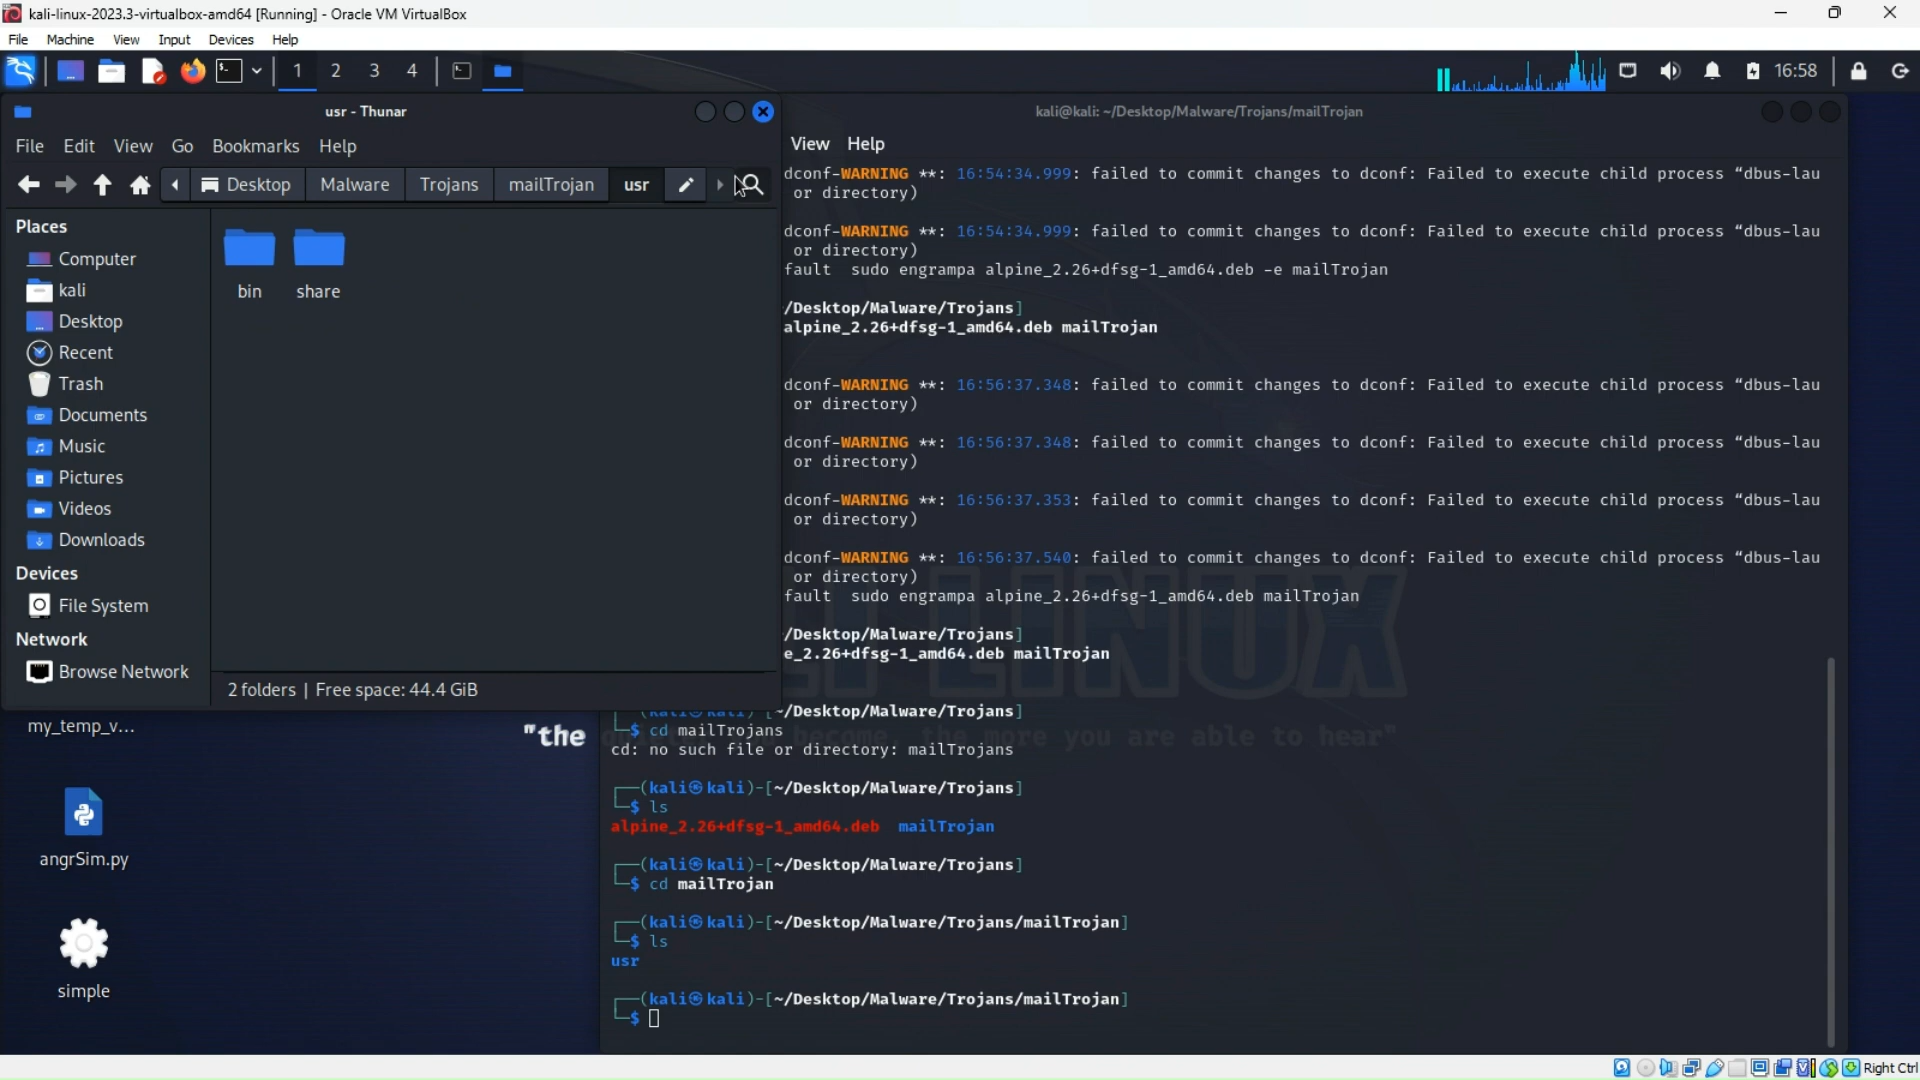 kali-linux-2023.3-virtualbox-amd64 [Running] - Oracle VM VirtualBox
File Machine View Input Devices Help
1 2 3 4
16:58
usr - Thunar
File Edit View Go Bookmarks Help
Desktop Malware Trojans mailTrojan usr
Places
Computer
kali
Desktop
Recent
Trash
Documents
Music
Pictures
Videos
Downloads
Devices
File System
Network
Browse Network
bin share
2 folders | Free space: 44.4 GiB
my_temp_v...
angrSim.py
simple
kali@kali: ~/Desktop/Malware/Trojans/mailTrojan
View Help
dconf-WARNING **: 16:54:34.999: failed to commit changes to dconf: Failed to execute child process “dbus-lau
or directory)
dconf-WARNING **: 16:54:34.999: failed to commit changes to dconf: Failed to execute child process “dbus-lau
or directory)
fault sudo engrampa alpine_2.26+dfsg-1_amd64.deb -e mailTrojan
/Desktop/Malware/Trojans]
alpine_2.26+dfsg-1_amd64.deb mailTrojan
dconf-WARNING **: 16:56:37.348: failed to commit changes to dconf: Failed to execute child process “dbus-lau
or directory)
dconf-WARNING **: 16:56:37.348: failed to commit changes to dconf: Failed to execute child process “dbus-lau
or directory)
dconf-WARNING **: 16:56:37.353: failed to commit changes to dconf: Failed to execute child process “dbus-lau
or directory)
dconf-WARNING **: 16:56:37.540: failed to commit changes to dconf: Failed to execute child process “dbus-lau
or directory)
fault sudo engrampa alpine_2.26+dfsg-1_amd64.deb mailTrojan
/Desktop/Malware/Trojans]
e_2.26+dfsg-1_amd64.deb mailTrojan
┌──(kali㉿kali)-[~/Desktop/Malware/Trojans]
└─$ cd mailTrojans
cd: no such file or directory: mailTrojans
┌──(kali㉿kali)-[~/Desktop/Malware/Trojans]
└─$ ls
alpine_2.26+dfsg-1_amd64.deb mailTrojan
┌──(kali㉿kali)-[~/Desktop/Malware/Trojans]
└─$ cd mailTrojan
┌──(kali㉿kali)-[~/Desktop/Malware/Trojans/mailTrojan]
└─$ ls
usr
┌──(kali㉿kali)-[~/Desktop/Malware/Trojans/mailTrojan]
└─$
LI LINUX
"the become, the more you are able to hear"
Right Ctrl